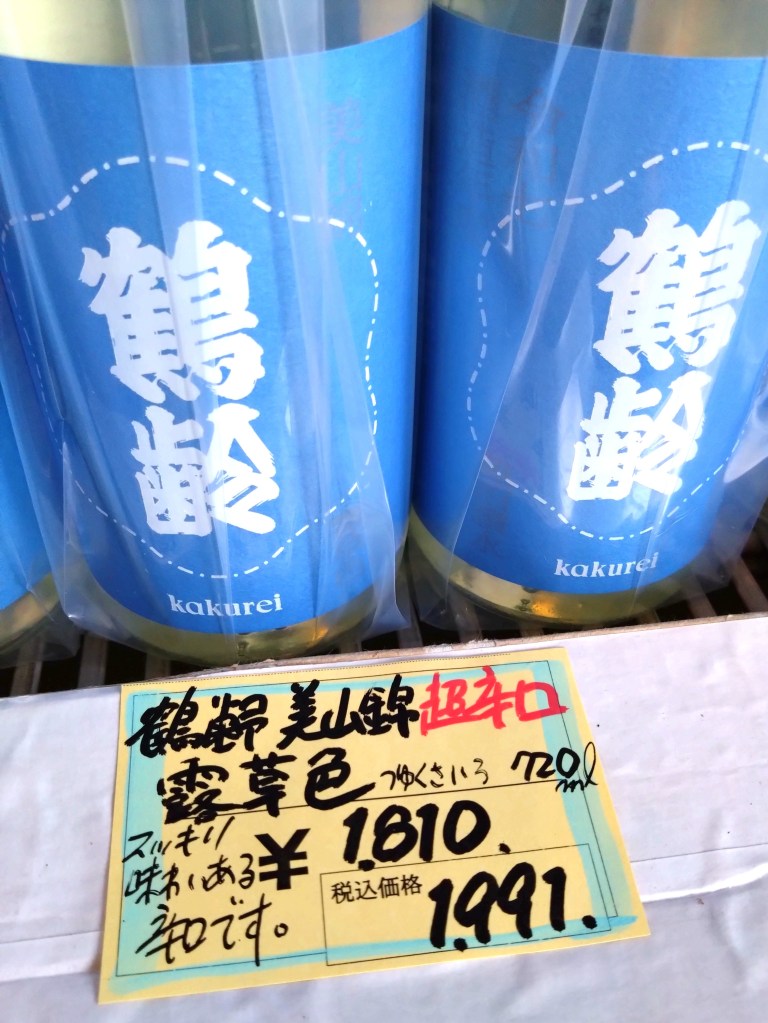 鶴齢
kakurei
鶴齢
kakurei
鶴齢 美山錦 超辛口
露草色 つゆくさいろ 720ml
スッキリ
味わいある
辛口です。
¥1.810.
税込価格 1.991.